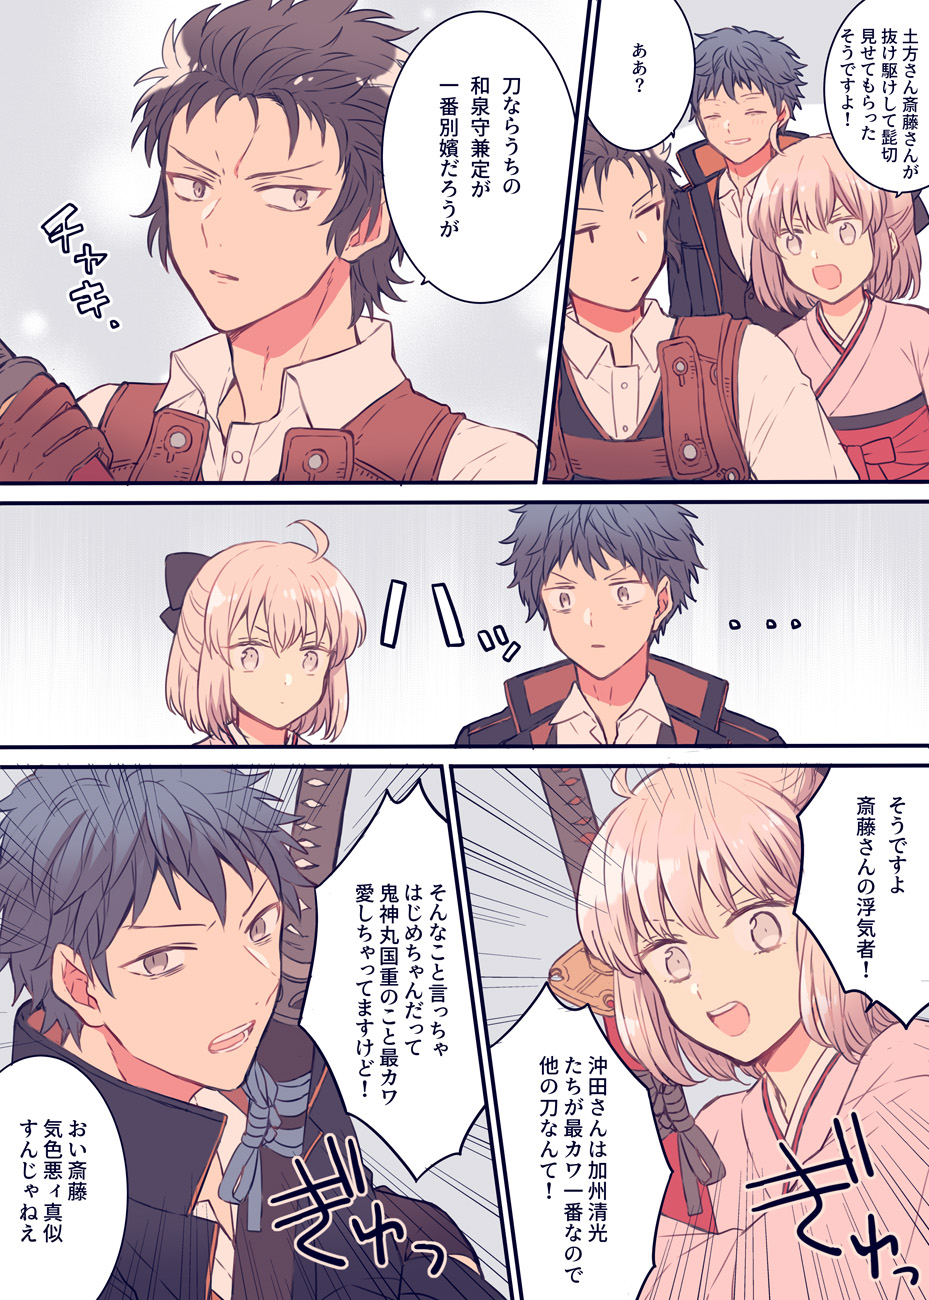 土方さん斎藤さんが
抜け駆けして髭切
見せてもらった
そうですよ！
ああ？
刀ならうちの
和泉守兼定が
一番別嬪だろうが
チャキ.
…
バッ
そうですよ
斎藤さんの浮気者！
沖田さんは加州清光
たちが最カワ一番なので
他の刀なんて！
ぎゅっ
そんなこと言っちゃ
はじめちゃんだって
鬼神丸国重のこと最カワ
愛しちゃってますけど！
ぎゅっ
おい斎藤
気色悪ィ真似
すんじゃねえ